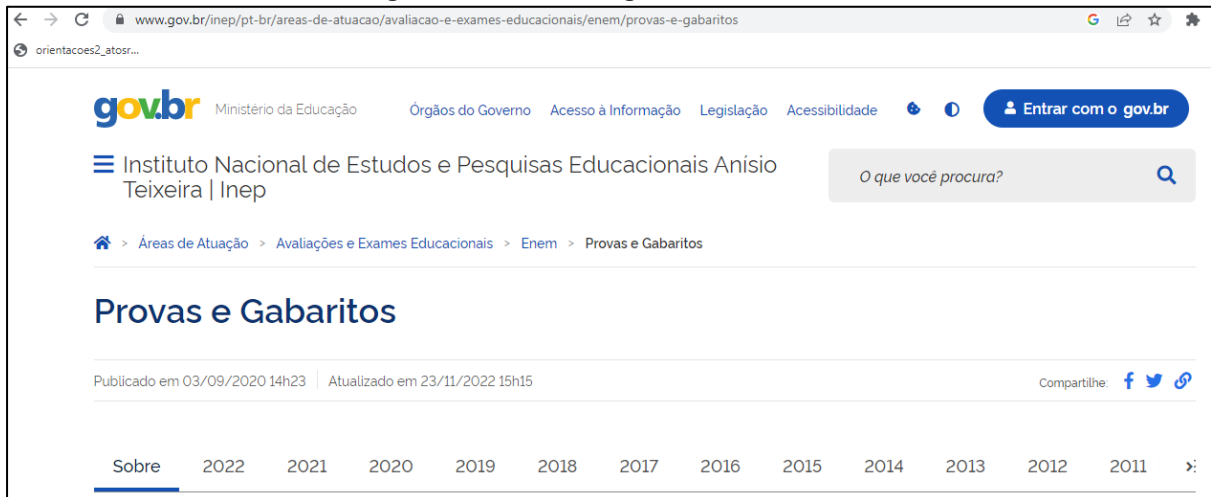 www.gov.br/inep/pt-br/areas-de-atuacao/avaliacao-e-exames-educacionais/enem/provas-e-gabaritos
orientacoes2_atosr...
gov.br Ministério da Educação Órgãos do Governo Acesso à Informação Legislação Acessibilidade Entrar com o gov.br
Instituto Nacional de Estudos e Pesquisas Educacionais Anísio
Teixeira | Inep
O que você procura?
> Áreas de Atuação > Avaliações e Exames Educacionais > Enem > Provas e Gabaritos
Provas e Gabaritos
Publicado em 03/09/2020 14h23 Atualizado em 23/11/2022 15h15 Compartilhe:
Sobre 2022 2021 2020 2019 2018 2017 2016 2015 2014 2013 2012 2011